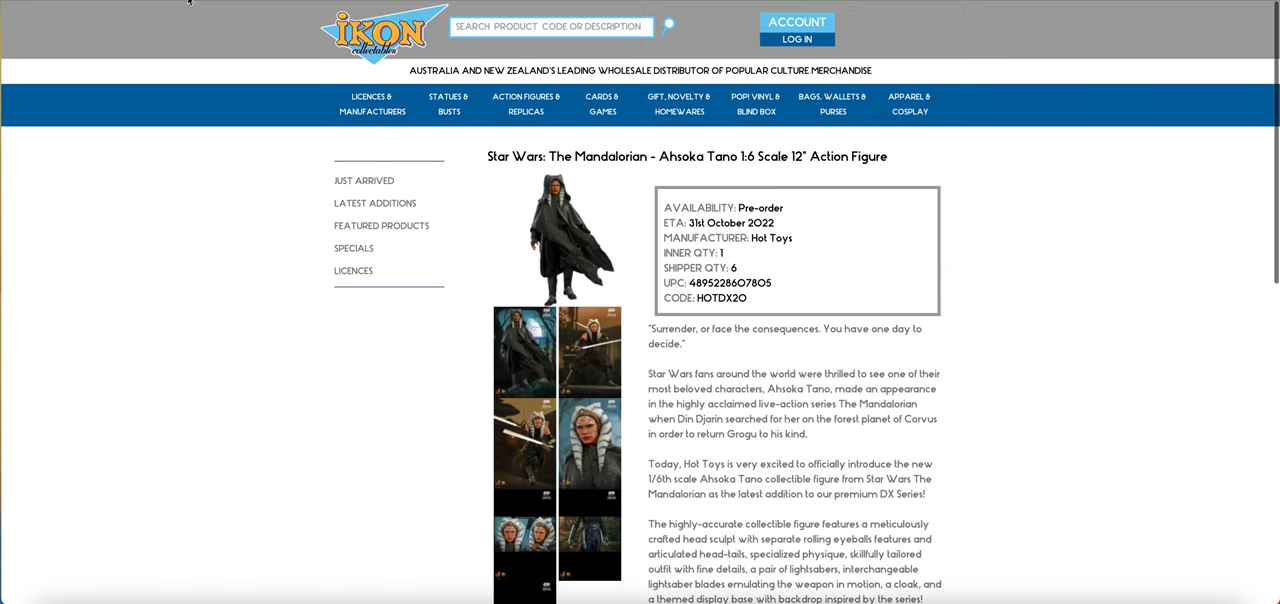 iKON
collectables
SEARCH PRODUCT CODE OR DESCRIPTION
ACCOUNT
LOG IN
AUSTRALIA AND NEW ZEALAND'S LEADING WHOLESALE DISTRIBUTOR OF POPULAR CULTURE MERCHANDISE
LICENCES &
MANUFACTURERS
STATUES &
BUSTS
ACTION FIGURES &
REPLICAS
CARDS &
GAMES
GIFT, NOVELTY &
HOMEWARES
POP! VINYL &
BLIND BOX
BAGS, WALLETS &
PURSES
APPAREL &
COSPLAY
JUST ARRIVED
LATEST ADDITIONS
FEATURED PRODUCTS
SPECIALS
LICENCES
Star Wars: The Mandalorian - Ahsoka Tano 1:6 Scale 12" Action Figure
AVAILABILITY: Pre-order
ETA: 31st October 2022
MANUFACTURER: Hot Toys
INNER QTY: 1
SHIPPER QTY: 6
UPC: 4895228607805
CODE: HOTDX20
"Surrender, or face the consequences. You have one day to
decide."
Star Wars fans around the world were thrilled to see one of their
most beloved characters, Ahsoka Tano, made an appearance
in the highly acclaimed live-action series The Mandalorian
when Din Djarin searched for her on the forest planet of Corvus
in order to return Grogu to his kind.
Today, Hot Toys is very excited to officially introduce the new
1/6th scale Ahsoka Tano collectible figure from Star Wars The
Mandalorian as the latest addition to our premium DX Series!
The highly-accurate collectible figure features a meticulously
crafted head sculpt with separate rolling eyeballs features and
articulated head-tails, specialized physique, skillfully tailored
outfit with fine details, a pair of lightsabers, interchangeable
lightsaber blades emulating the weapon in motion, a cloak, and
a themed display base with backdrop inspired by the series!